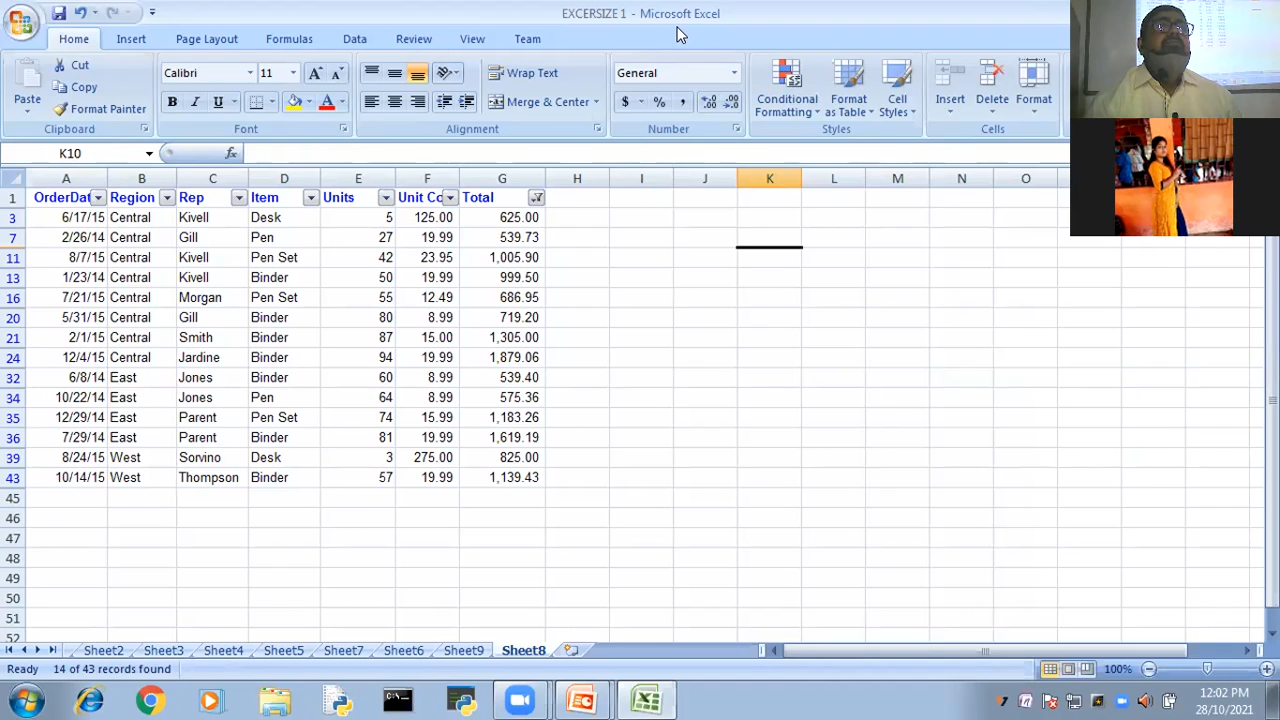 EXCERSIZE 1 - Microsoft Excel
Home Insert Page Layout Formulas Review View
Paste Cut Copy Format Painter
Clipboard
Calibri 11
B I U
Font
Wrap Text
Merge & Center
Alignment
General
$ % ,
Number
Conditional Formatting Format as Table Cell Styles
Styles
Insert Delete Format
Cells
K10 fx
A B C D E F G H I J K L M N O
1 OrderDat Region Rep Item Units Unit Co Total
3 6/17/15 Central Kivell Desk 5 125.00 625.00
7 2/26/14 Central Gill Pen 27 19.99 539.73
11 8/7/15 Central Kivell Pen Set 42 23.95 1,005.90
13 1/23/14 Central Kivell Binder 50 19.99 999.50
16 7/21/15 Central Morgan Pen Set 55 12.49 686.95
20 5/31/15 Central Gill Binder 80 8.99 719.20
21 2/1/15 Central Smith Binder 87 15.00 1,305.00
24 12/4/15 Central Jardine Binder 94 19.99 1,879.06
32 6/8/14 East Jones Binder 60 8.99 539.40
34 10/22/14 East Jones Pen 64 8.99 575.36
35 12/29/14 East Parent Pen Set 74 15.99 1,183.26
36 7/29/14 East Parent Binder 81 19.99 1,619.19
39 8/24/15 West Sorvino Desk 3 275.00 825.00
43 10/14/15 West Thompson Binder 57 19.99 1,139.43
45
46
47
48
49
50
51
52
Sheet2 Sheet3 Sheet4 Sheet5 Sheet7 Sheet6 Sheet9 Sheet8
Ready 14 of 43 records found 100%
12:02 PM
28/10/2021